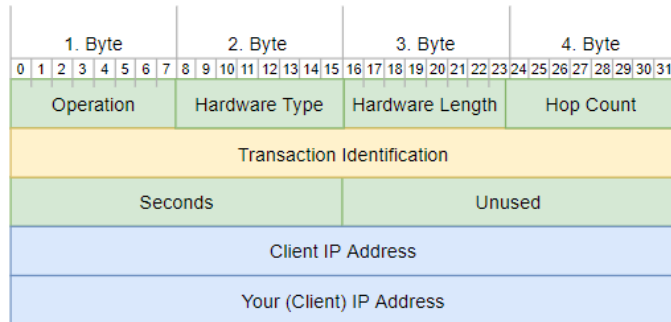 1. Byte 2. Byte 3. Byte 4. Byte
0 1 2 3 4 5 6 7 8 9 10 11 12 13 14 15 16 17 18 19 20 21 22 23 24 25 26 27 28 29 30 31
Operation Hardware Type Hardware Length Hop Count
Transaction Identification
Seconds Unused
Client IP Address
Your (Client) IP Address